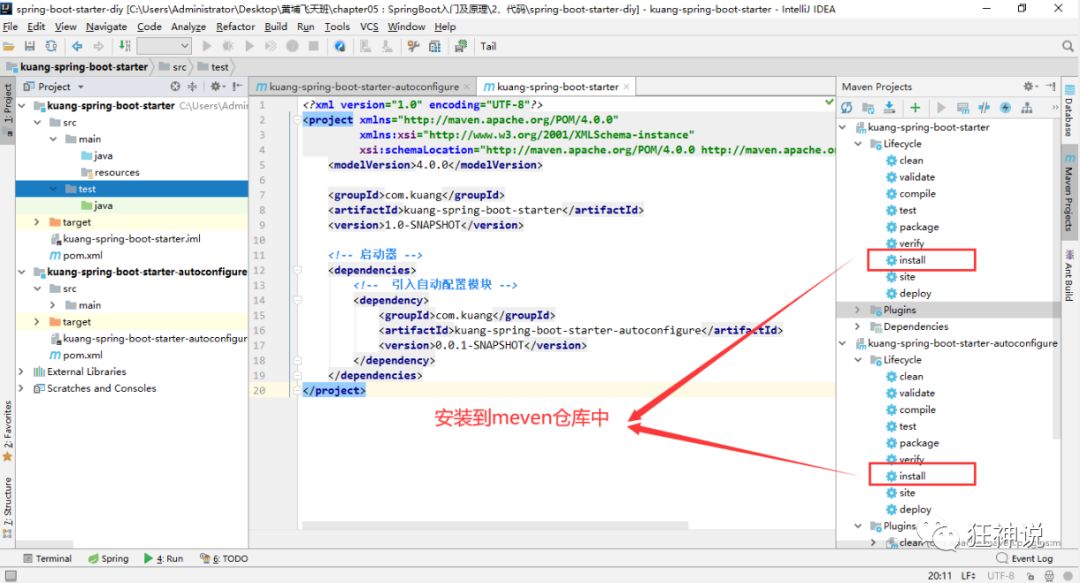 spring-boot-starter-diy [C:\Users\Administrator\Desktop\黄埔飞天班\chapter05：SpringBoot入门及原理\2、代码\spring-boot-starter-diy] - kuang-spring-boot-starter - IntelliJ IDEA
File Edit View Navigate Code Analyze Refactor Build Run Tools VCS Window Help
Tail
kuang-spring-boot-starter src test
1: Project
Project
kuang-spring-boot-starter C:\Users\Admin
src
main
java
resources
test
java
target
kuang-spring-boot-starter.iml
pom.xml
kuang-spring-boot-starter-autoconfigure
src
main
target
kuang-spring-boot-starter-autoconfigur
pom.xml
External Libraries
Scratches and Consoles
2: Favorites
Z: Structure
kuang-spring-boot-starter-autoconfigure
kuang-spring-boot-starter
1 <?xml version="1.0" encoding="UTF-8"?>
2 <project xmlns="http://maven.apache.org/POM/4.0.0"
3 xmlns:xsi="http://www.w3.org/2001/XMLSchema-instance"
4 xsi:schemaLocation="http://maven.apache.org/POM/4.0.0 http://maven.apache.o
5 <modelVersion>4.0.0</modelVersion>
6
7 <groupId>com.kuang</groupId>
8 <artifactId>kuang-spring-boot-starter</artifactId>
9 <version>1.0-SNAPSHOT</version>
10
11 <!-- 启动器 -->
12 <dependencies>
13 <!-- 引入自动配置模块 -->
14 <dependency>
15 <groupId>com.kuang</groupId>
16 <artifactId>kuang-spring-boot-starter-autoconfigure</artifactId>
17 <version>0.0.1-SNAPSHOT</version>
18 </dependency>
19 </dependencies>
20 </project>
安装到meven仓库中
Maven Projects
kuang-spring-boot-starter
Lifecycle
clean
validate
compile
test
package
verify
install
site
deploy
Plugins
Dependencies
kuang-spring-boot-starter-autoconfigure
Lifecycle
clean
validate
compile
test
package
verify
install
site
deploy
Plugins
clean
狂神说
Database
Maven Projects
Ant Build
Terminal Spring 4: Run 6: TODO Event Log
20:11 LF UTF-8